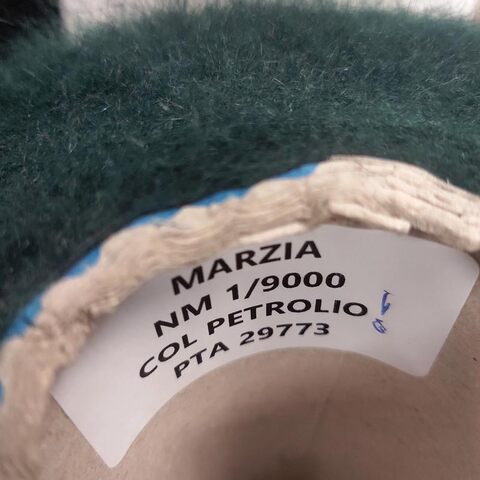 MARZIA
NM 1/9000
COL PETROLIO
PTA 29773